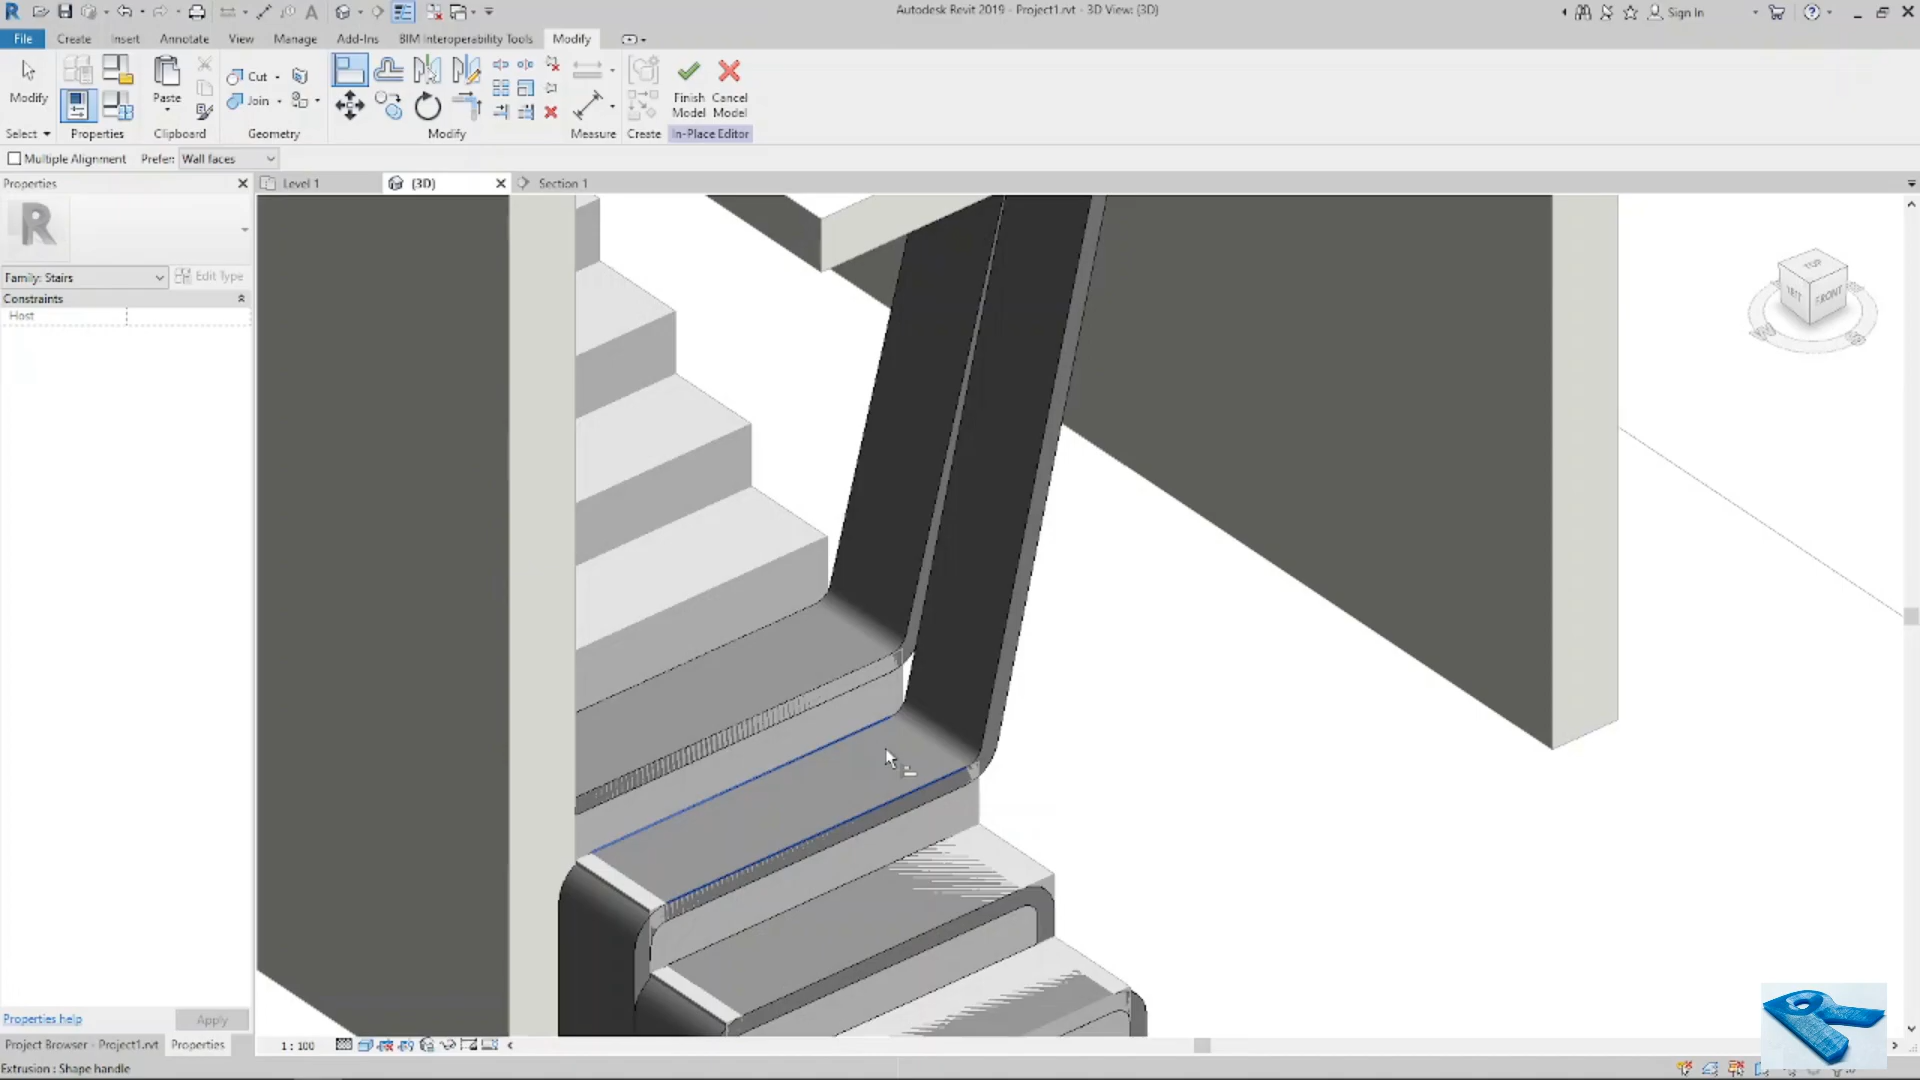 Autodesk Revit 2019 - Project1.rvt - 3D View: {3D}
Sign In
File Create Insert Annotate View Manage Add-Ins BIM Interoperability Tools Modify
Modify
Paste
Cut
Join
Finish Model
Cancel Model
Select Properties Clipboard Geometry Modify Measure Create In-Place Editor
Multiple Alignment Prefer: Wall faces
Properties
Level 1
{3D}
Section 1
R
Family: Stairs
Edit Type
Constraints
Host
TOP
FRONT
Properties help
Apply
Project Browser - Project1.rvt Properties
1 : 100
Extrusion : Shape handle